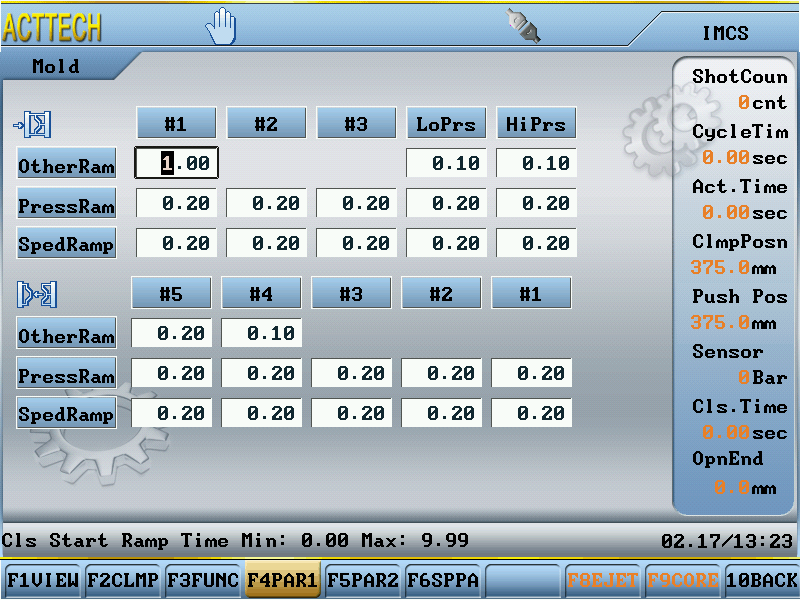 ACTTECH
IMCS
Mold
#1 #2 #3 LoPrs HiPrs
OtherRam 1.00 0.10 0.10
PressRam 0.20 0.20 0.20 0.20 0.20
SpedRamp 0.20 0.20 0.20 0.20 0.20
#5 #4 #3 #2 #1
OtherRam 0.20 0.10
PressRam 0.20 0.20 0.20 0.20 0.20
SpedRamp 0.20 0.20 0.20 0.20 0.20
ShotCoun
0cnt
CycleTim
0.00sec
Act.Time
0.00sec
ClmpPosn
375.0mm
Push Pos
375.0mm
Sensor
0Bar
Cls.Time
0.00sec
OpnEnd
0.0mm
Cls Start Ramp Time Min: 0.00 Max: 9.99 02.17/13:23
F1VIEW F2CLMP F3FUNC F4PAR1 F5PAR2 F6SPPA F8EJET F9CORE 10BACK